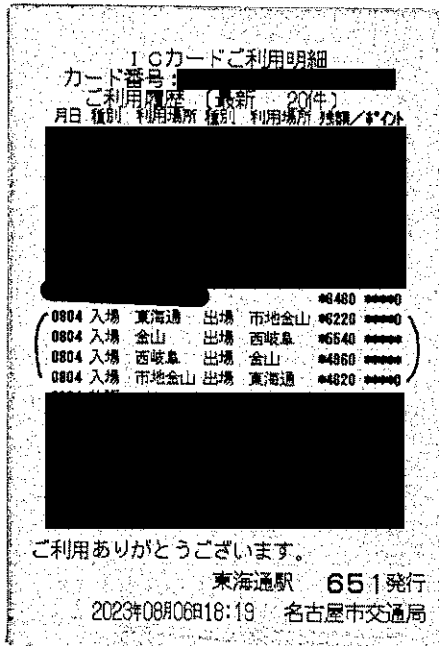 ICカードご利用明細
カード番号:
ご利用履歴 (最新 20件)
月日 種別 利用場所 種別 利用場所 残額/ポイント
*6480 *****0
0804 入場 東海通 出場 市地金山 *6220 *****0
0804 入場 金山 出場 西岐阜 *5540 *****
0804 入場 西岐阜 出場 金山 *4860 *****0
0804 入場 市地金山 出場 東海通 *4620 *****0
ご利用ありがとうございます。
東海通駅 651発行
2023年08月06日18:19 名古屋市交通局